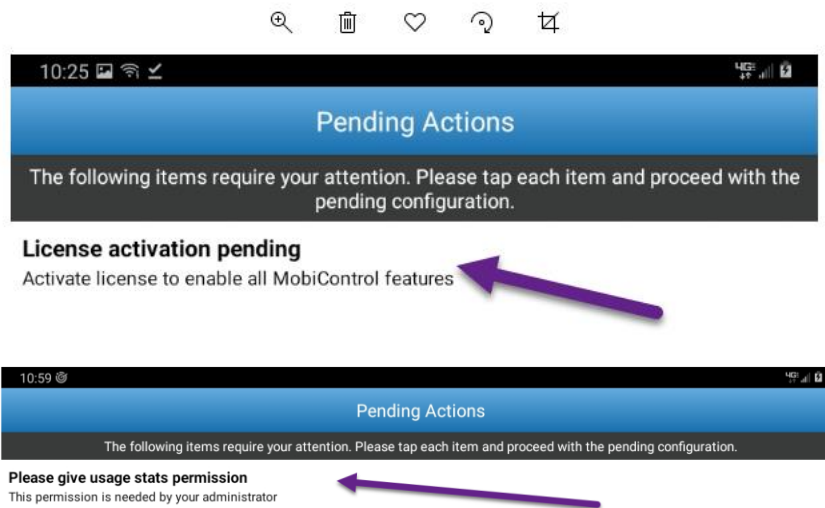 10:25
4GE
Pending Actions
The following items require your attention. Please tap each item and proceed with the
pending configuration.
License activation pending
Activate license to enable all MobiControl features
10:59
4GE
Pending Actions
The following items require your attention. Please tap each item and proceed with the pending configuration.
Please give usage stats permission
This permission is needed by your administrator